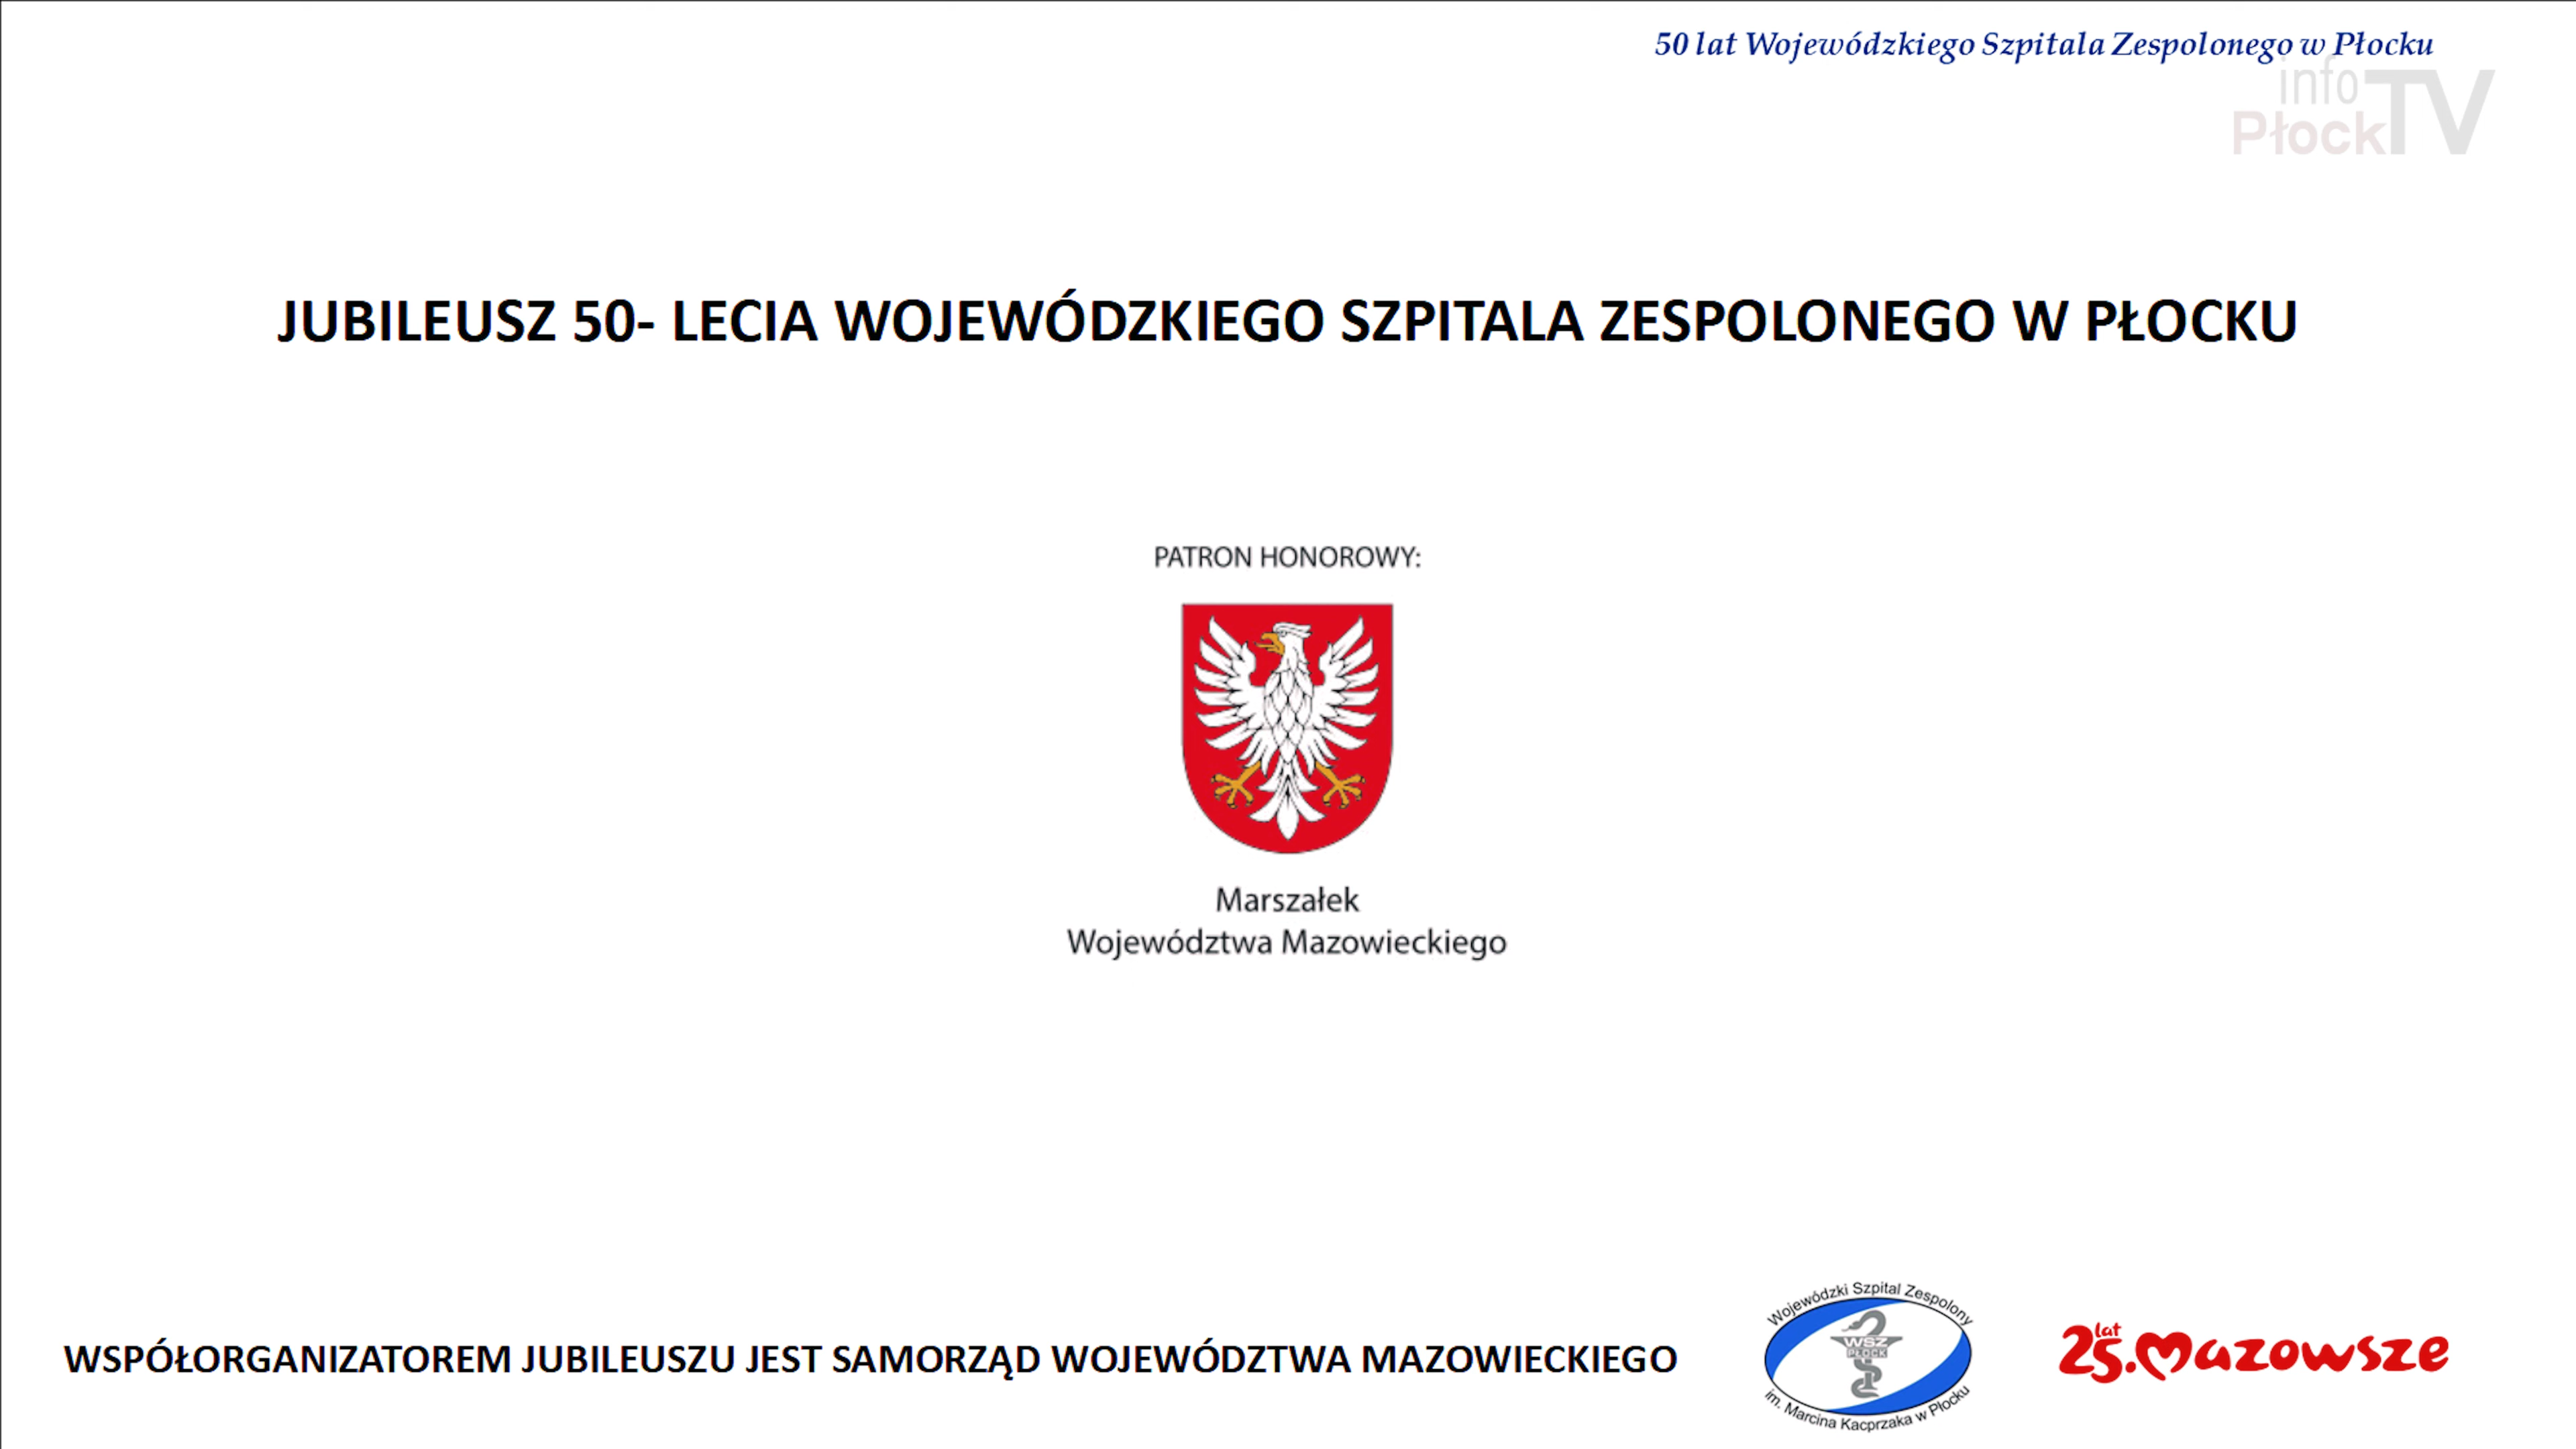 50 lat Wojewódzkiego Szpitala Zespolonego w Płocku
info
Płock TV
JUBILEUSZ 50- LECIA WOJEWÓDZKIEGO SZPITALA ZESPOLONEGO W PŁOCKU
PATRON HONOROWY:
Marszałek
Województwa Mazowieckiego
WSPÓŁORGANIZATOREM JUBILEUSZU JEST SAMORZĄD WOJEWÓDZTWA MAZOWIECKIEGO
Wojewódzki Szpital Zespolony
WSZ
PŁOCK
im. Marcina Kacprzaka w Płocku
25 lat. Mazowsze